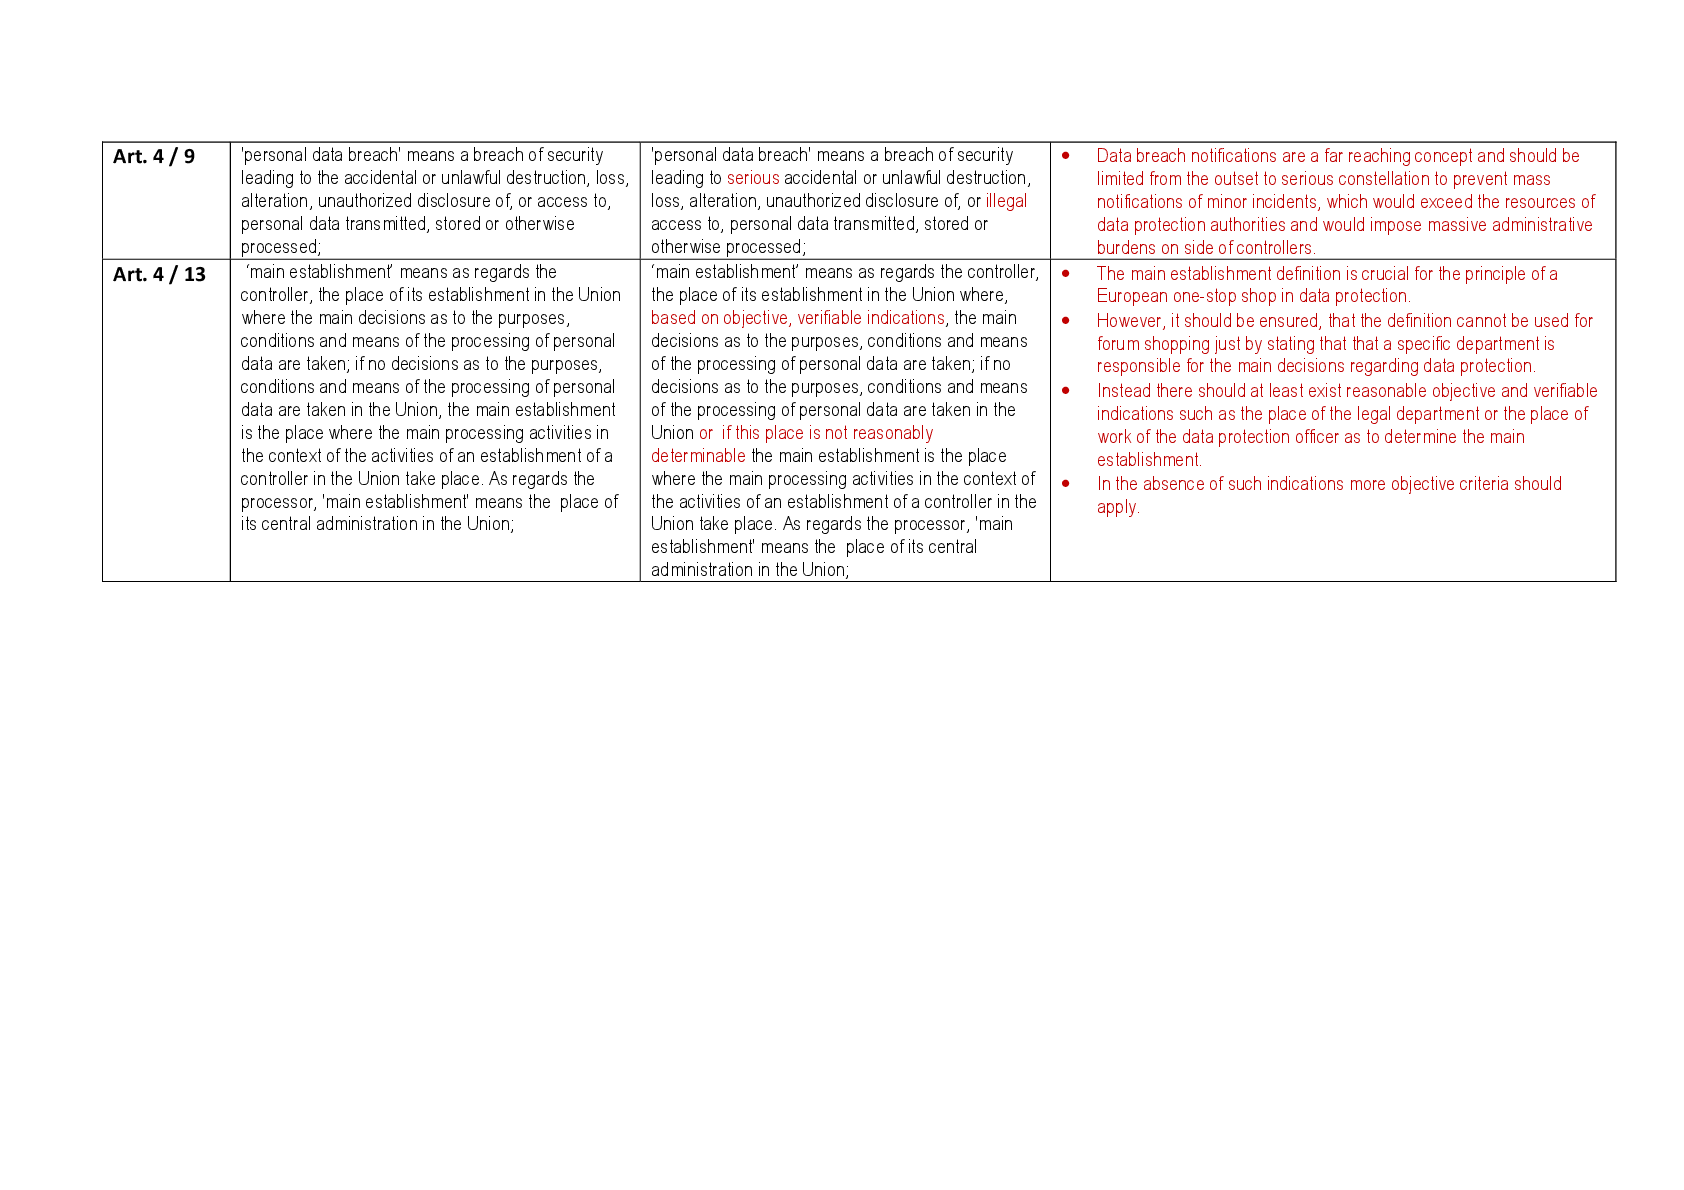 Art. 4 / 9
'personal data breach' means a breach of security
leading to the accidental or unlawful destruction, loss,
alteration, unauthorized disclosure of, or access to,
personal data transmitted, stored or otherwise
processed;
'personal data breach' means a breach of security
leading to serious accidental or unlawful destruction,
loss, alteration, unauthorized disclosure of, or illegal
access to, personal data transmitted, stored or
otherwise processed;
• Data breach notifications are a far reaching concept and should be
limited from the outset to serious constellation to prevent mass
notifications of minor incidents, which would exceed the resources of
data protection authorities and would impose massive administrative
burdens on side of controllers.
Art. 4 / 13
‘main establishment’ means as regards the
controller, the place of its establishment in the Union
where the main decisions as to the purposes,
conditions and means of the processing of personal
data are taken; if no decisions as to the purposes,
conditions and means of the processing of personal
data are taken in the Union, the main establishment
is the place where the main processing activities in
the context of the activities of an establishment of a
controller in the Union take place. As regards the
processor, 'main establishment' means the  place of
its central administration in the Union;
‘main establishment’ means as regards the controller,
the place of its establishment in the Union where,
based on objective, verifiable indications, the main
decisions as to the purposes, conditions and means
of the processing of personal data are taken; if no
decisions as to the purposes, conditions and means
of the processing of personal data are taken in the
Union or  if this place is not reasonably
determinable the main establishment is the place
where the main processing activities in the context of
the activities of an establishment of a controller in the
Union take place. As regards the processor, 'main
establishment' means the  place of its central
administration in the Union;
• The main establishment definition is crucial for the principle of a
European one-stop shop in data protection.
• However, it should be ensured, that the definition cannot be used for
forum shopping just by stating that that a specific department is
responsible for the main decisions regarding data protection.
• Instead there should at least exist reasonable objective and verifiable
indications such as the place of the legal department or the place of
work of the data protection officer as to determine the main
establishment.
• In the absence of such indications more objective criteria should
apply.